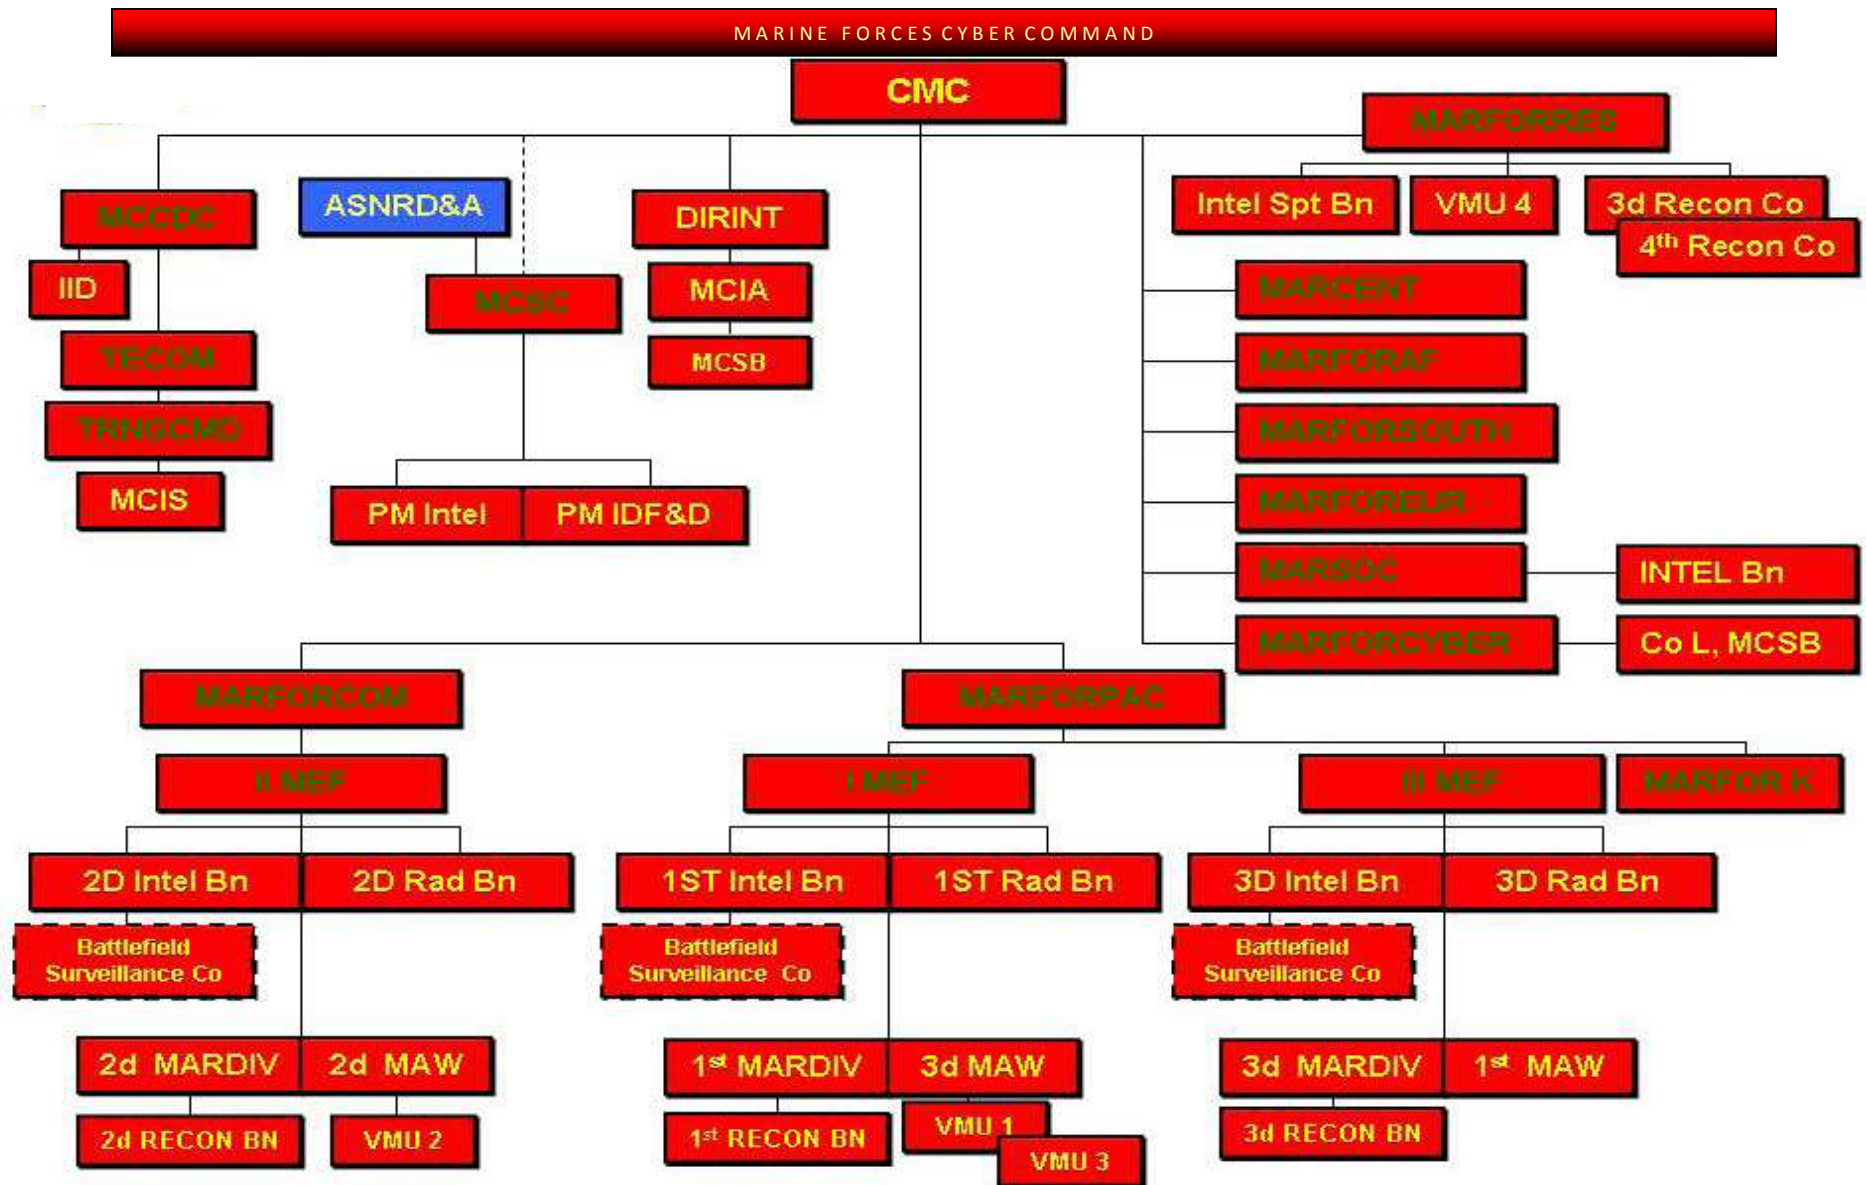 MARINE FORCES CYBER COMMAND
CMC
MARFORRES
MCCDC
ASNRD&A
DIRINT
Intel Spt Bn
VMU 4
3d Recon Co
4th Recon Co
IID
MCSC
MCIA
MARCENT
TECOM
MCSB
MARFORAF
TRNGCMD
MARFORSOUTH
MCIS
PM Intel
PM IDF&D
MARFOREUR
MARSOC
INTEL Bn
MARFORCYBER
Co L, MCSB
MARFORCOM
MARFORPAC
II MEF
I MEF
III MEF
MARFOR K
2D Intel Bn
2D Rad Bn
1ST Intel Bn
1ST Rad Bn
3D Intel Bn
3D Rad Bn
Battlefield
Surveillance Co
Battlefield
Surveillance Co
Battlefield
Surveillance Co
2d MARDIV
2d MAW
1st MARDIV
3d MAW
3d MARDIV
1st MAW
2d RECON BN
VMU 2
1st RECON BN
VMU 1
VMU 3
3d RECON BN